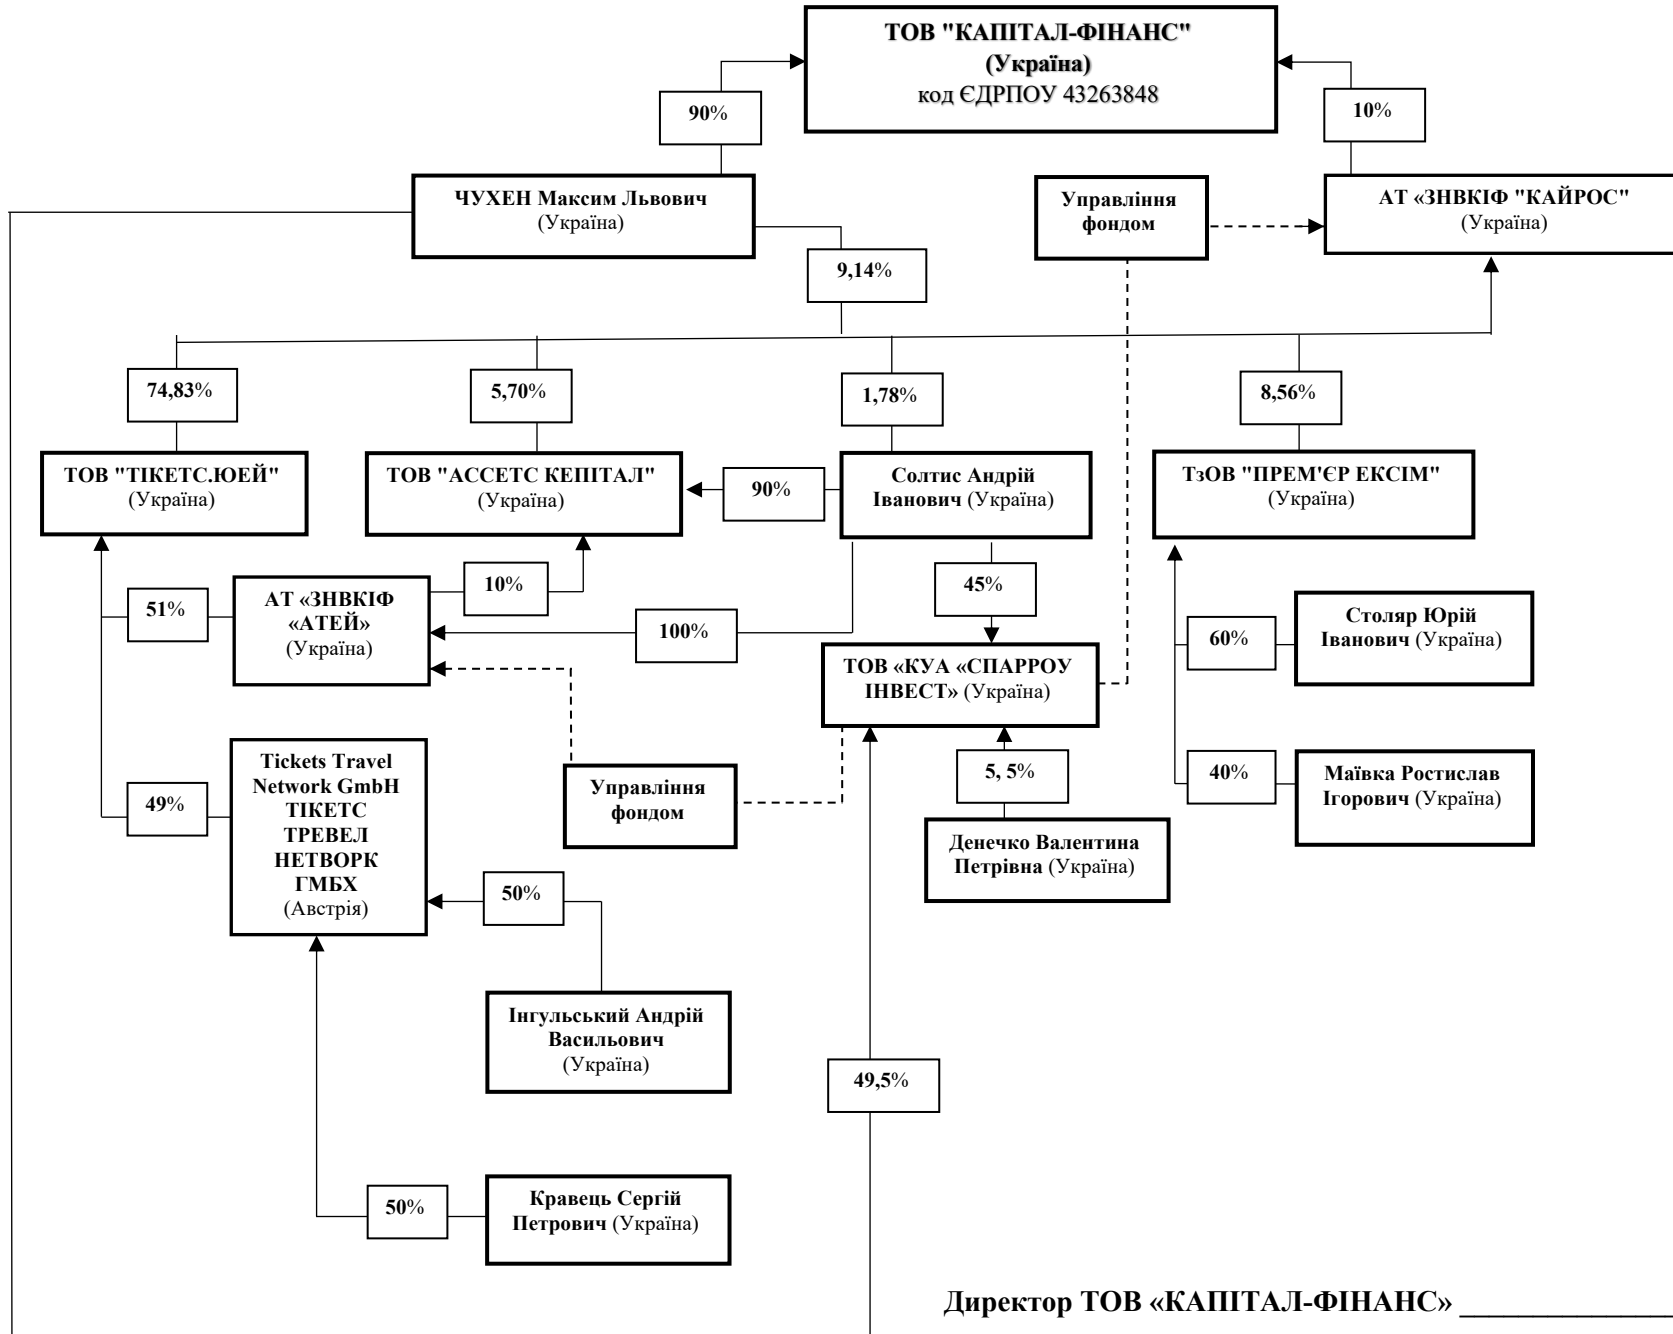 ТОВ "КАПІТАЛ-ФІНАНС"
(Україна)
код ЄДРПОУ 43263848
90%
10%
ЧУХЕН Максим Львович
(Україна)
Управління
фондом
АТ «ЗНВКІФ "КАЙРОС"
(Україна)
9,14%
74,83%
5,70%
1,78%
8,56%
ТОВ "ТІКЕТС.ЮЕЙ"
(Україна)
ТОВ "АССЕТС КЕПІТАЛ"
(Україна)
90%
Солтис Андрій
Іванович (Україна)
ТзОВ "ПРЕМ'ЄР ЕКСІМ"
(Україна)
51%
АТ «ЗНВКІФ
«АТЕЙ»
(Україна)
10%
100%
45%
60%
Столяр Юрій
Іванович (Україна)
ТОВ «КУА «СПАРРОУ
ІНВЕСТ» (Україна)
49%
Tickets Travel
Network GmbH
ТІКЕТС
ТРЕВЕЛ
НЕТВОРК
ГМБХ
(Австрія)
Управління
фондом
5, 5%
40%
Маївка Ростислав
Ігорович (Україна)
Денечко Валентина
Петрівна (Україна)
50%
Інгульський Андрій
Васильович
(Україна)
49,5%
50%
Кравець Сергій
Петрович (Україна)
Директор ТОВ «КАПІТАЛ-ФІНАНС» ________________